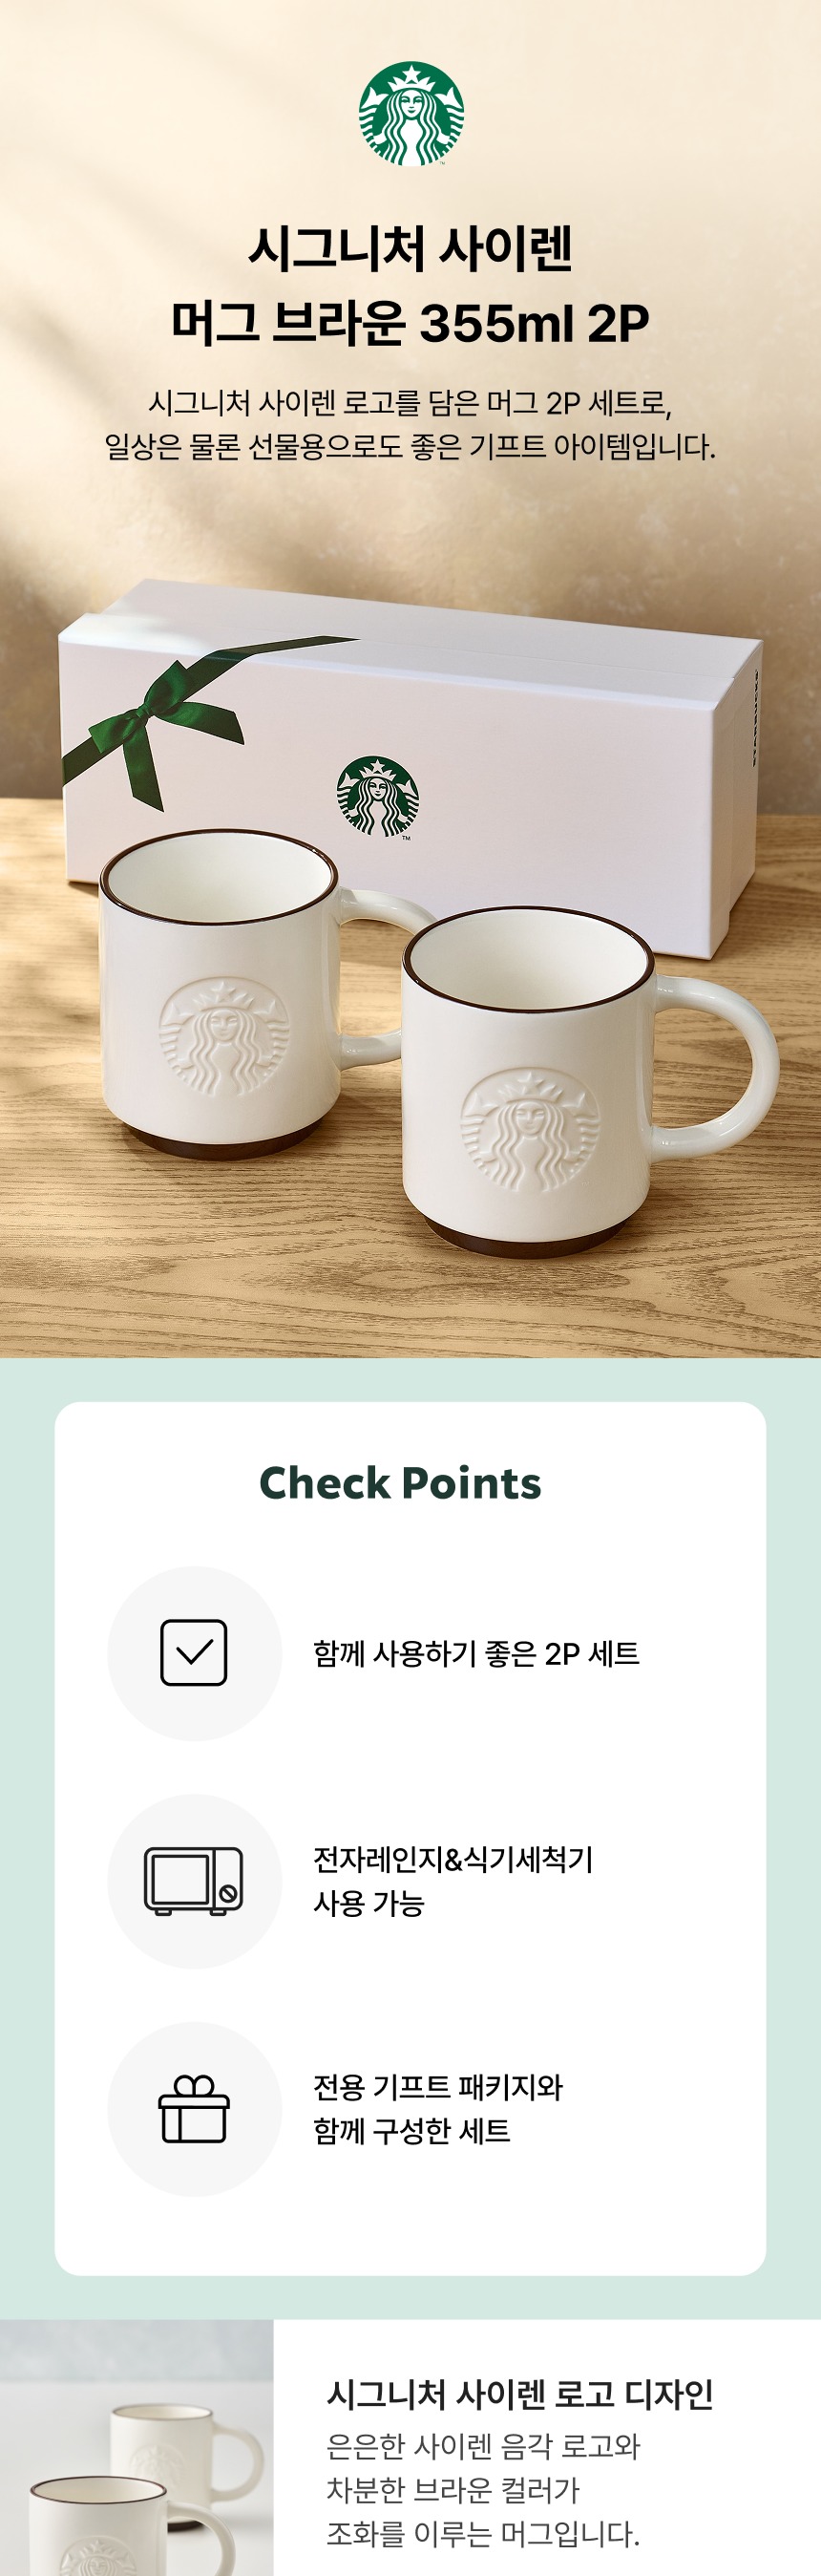 시그니처 사이렌
머그 브라운 355ml 2P
시그니처 사이렌 로고를 담은 머그 2P 세트로,
일상은 물론 선물용으로도 좋은 기프트 아이템입니다.
STARBUCKS
TM
Check Points
함께 사용하기 좋은 2P 세트
전자레인지&식기세척기
사용 가능
전용 기프트 패키지와
함께 구성한 세트
시그니처 사이렌 로고 디자인
은은한 사이렌 음각 로고와
차분한 브라운 컬러가
조화를 이루는 머그입니다.